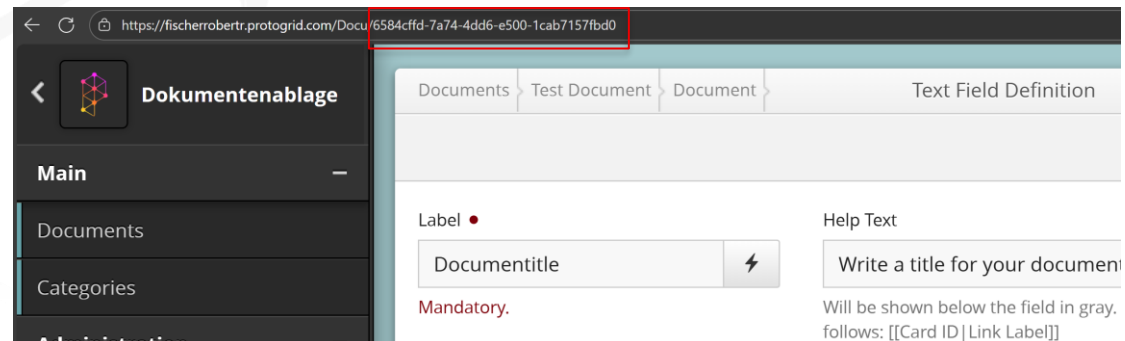 https://fischerrobertr.protogrid.com/Docu/6584cffd-7a74-4dd6-e500-1cab7157fbd0
Dokumentenablage
Documents Test Document Document Text Field Definition
Main
Documents
Categories
Label
Help Text
Documentitle
Write a title for your document
Mandatory.
Will be shown below the field in gray.
follows: [[Card ID|Link Label]]